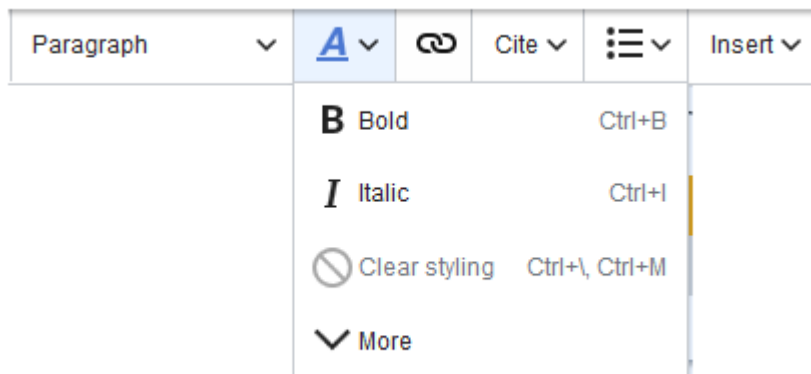 Paragraph A Cite Insert
B Bold Ctrl+B
I Italic Ctrl+I
Clear styling Ctrl+\, Ctrl+M
More